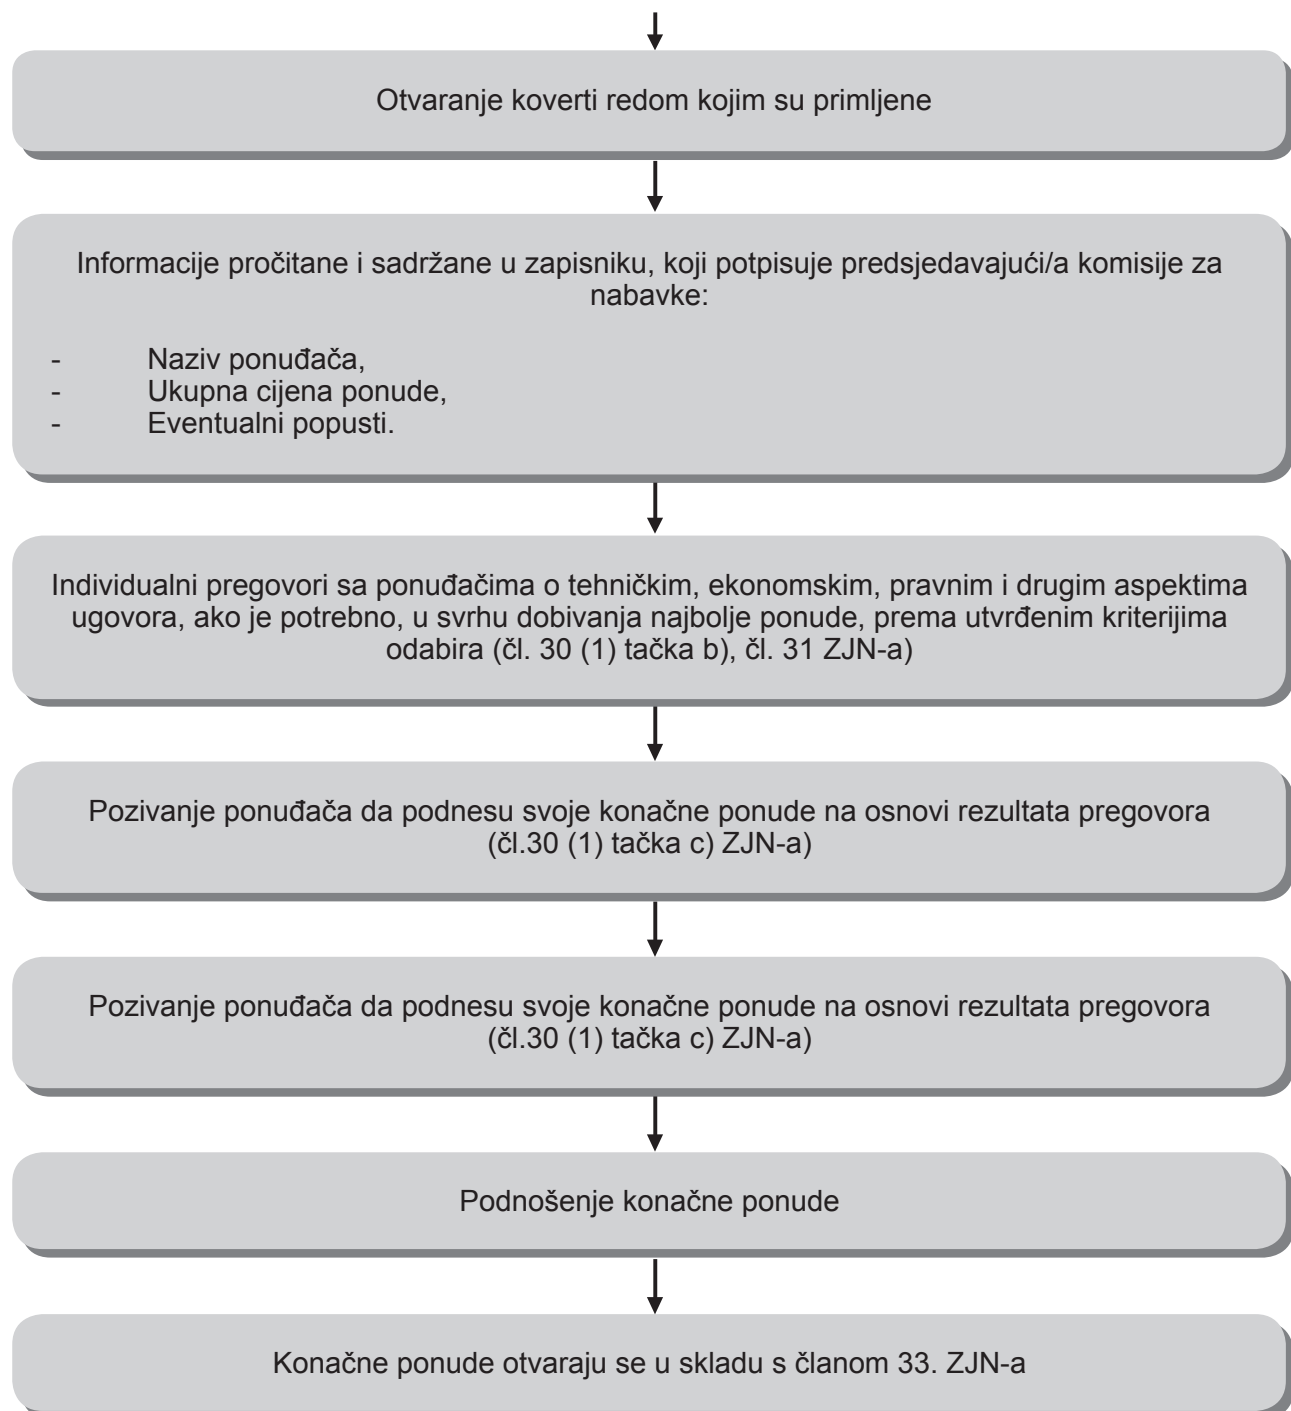 Otvaranje koverti redom kojim su primljene
Informacije pročitane i sadržane u zapisniku, koji potpisuje predsjedavajući/a komisije za
nabavke:
- Naziv ponuđača,
- Ukupna cijena ponude,
- Eventualni popusti.
Individualni pregovori sa ponuđačima o tehničkim, ekonomskim, pravnim i drugim aspektima
ugovora, ako je potrebno, u svrhu dobivanja najbolje ponude, prema utvrđenim kriterijima
odabira (čl. 30 (1) tačka b), čl. 31 ZJN-a)
Pozivanje ponuđača da podnesu svoje konačne ponude na osnovi rezultata pregovora
(čl.30 (1) tačka c) ZJN-a)
Pozivanje ponuđača da podnesu svoje konačne ponude na osnovi rezultata pregovora
(čl.30 (1) tačka c) ZJN-a)
Podnošenje konačne ponude
Konačne ponude otvaraju se u skladu s članom 33. ZJN-a